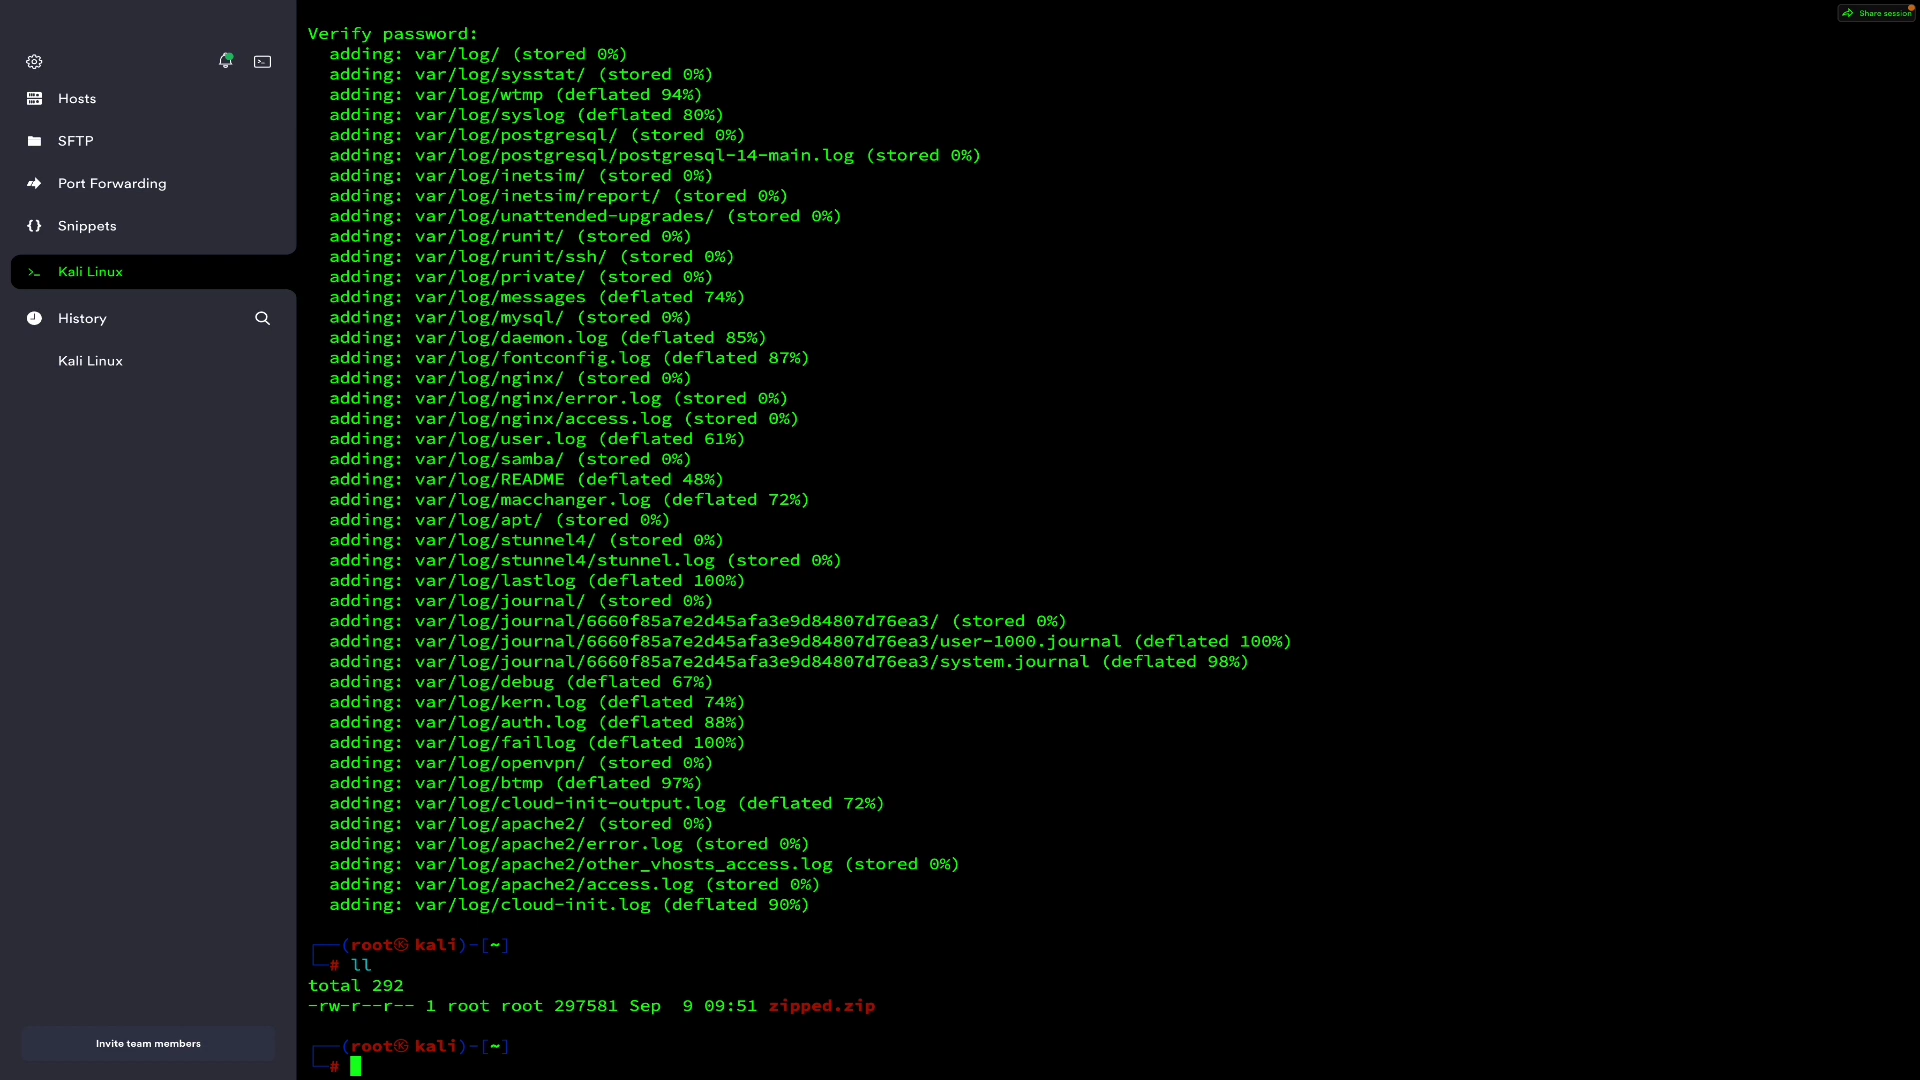 Share session
Hosts
SFTP
Port Forwarding
Snippets
Kali Linux
History
Kali Linux
Invite team members
Verify password:
  adding: var/log/ (stored 0%)
  adding: var/log/sysstat/ (stored 0%)
  adding: var/log/wtmp (deflated 94%)
  adding: var/log/syslog (deflated 80%)
  adding: var/log/postgresql/ (stored 0%)
  adding: var/log/postgresql/postgresql-14-main.log (stored 0%)
  adding: var/log/inetsim/ (stored 0%)
  adding: var/log/inetsim/report/ (stored 0%)
  adding: var/log/unattended-upgrades/ (stored 0%)
  adding: var/log/runit/ (stored 0%)
  adding: var/log/runit/ssh/ (stored 0%)
  adding: var/log/private/ (stored 0%)
  adding: var/log/messages (deflated 74%)
  adding: var/log/mysql/ (stored 0%)
  adding: var/log/daemon.log (deflated 85%)
  adding: var/log/fontconfig.log (deflated 87%)
  adding: var/log/nginx/ (stored 0%)
  adding: var/log/nginx/error.log (stored 0%)
  adding: var/log/nginx/access.log (stored 0%)
  adding: var/log/user.log (deflated 61%)
  adding: var/log/samba/ (stored 0%)
  adding: var/log/README (deflated 48%)
  adding: var/log/macchanger.log (deflated 72%)
  adding: var/log/apt/ (stored 0%)
  adding: var/log/stunnel4/ (stored 0%)
  adding: var/log/stunnel4/stunnel.log (stored 0%)
  adding: var/log/lastlog (deflated 100%)
  adding: var/log/journal/ (stored 0%)
  adding: var/log/journal/6660f85a7e2d45afa3e9d84807d76ea3/ (stored 0%)
  adding: var/log/journal/6660f85a7e2d45afa3e9d84807d76ea3/user-1000.journal (deflated 100%)
  adding: var/log/journal/6660f85a7e2d45afa3e9d84807d76ea3/system.journal (deflated 98%)
  adding: var/log/debug (deflated 67%)
  adding: var/log/kern.log (deflated 74%)
  adding: var/log/auth.log (deflated 88%)
  adding: var/log/faillog (deflated 100%)
  adding: var/log/openvpn/ (stored 0%)
  adding: var/log/btmp (deflated 97%)
  adding: var/log/cloud-init-output.log (deflated 72%)
  adding: var/log/apache2/ (stored 0%)
  adding: var/log/apache2/error.log (stored 0%)
  adding: var/log/apache2/other_vhosts_access.log (stored 0%)
  adding: var/log/apache2/access.log (stored 0%)
  adding: var/log/cloud-init.log (deflated 90%)
┌──(root㉿kali)-[~]
└─# ll
total 292
-rw-r--r-- 1 root root 297581 Sep  9 09:51 zipped.zip
┌──(root㉿kali)-[~]
└─#